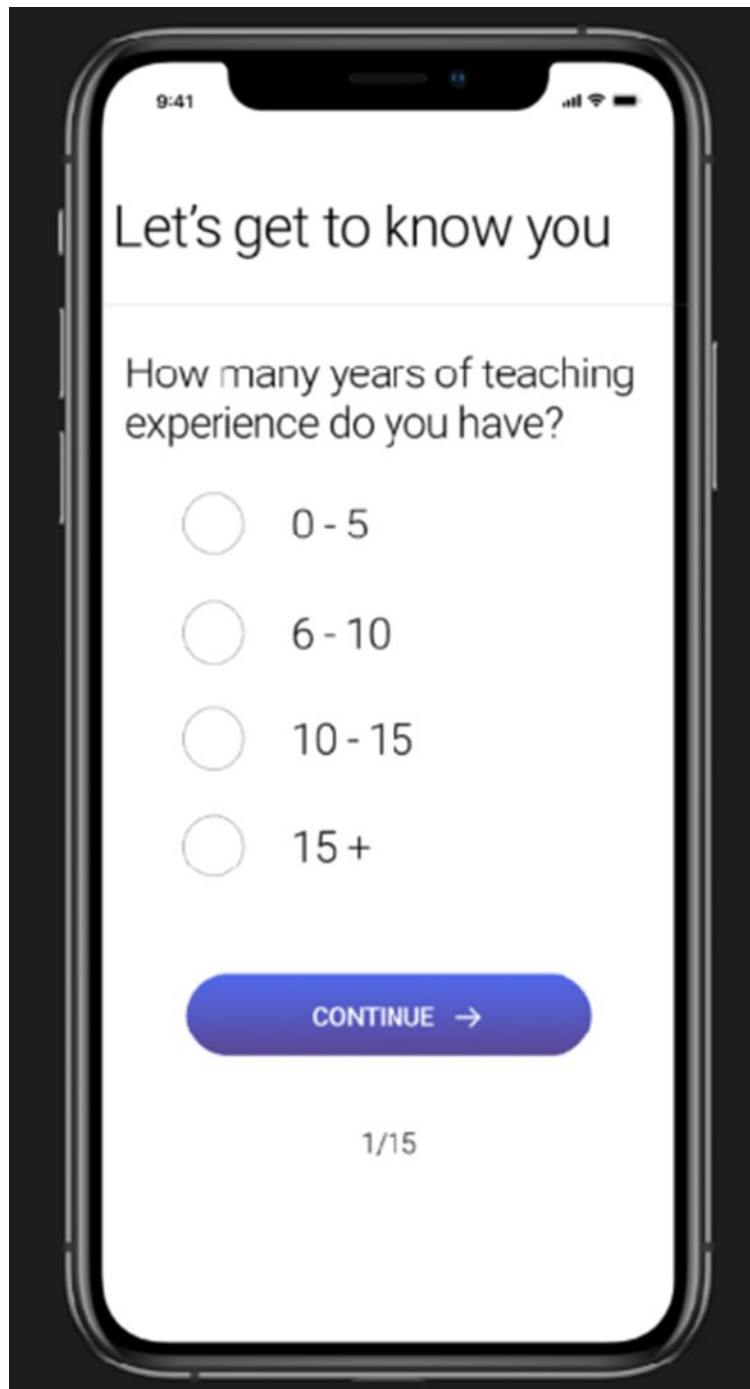 9:41
Let's get to know you
How many years of teaching
experience do you have?
0 - 5
6 - 10
10 - 15
15 +
CONTINUE →
1/15